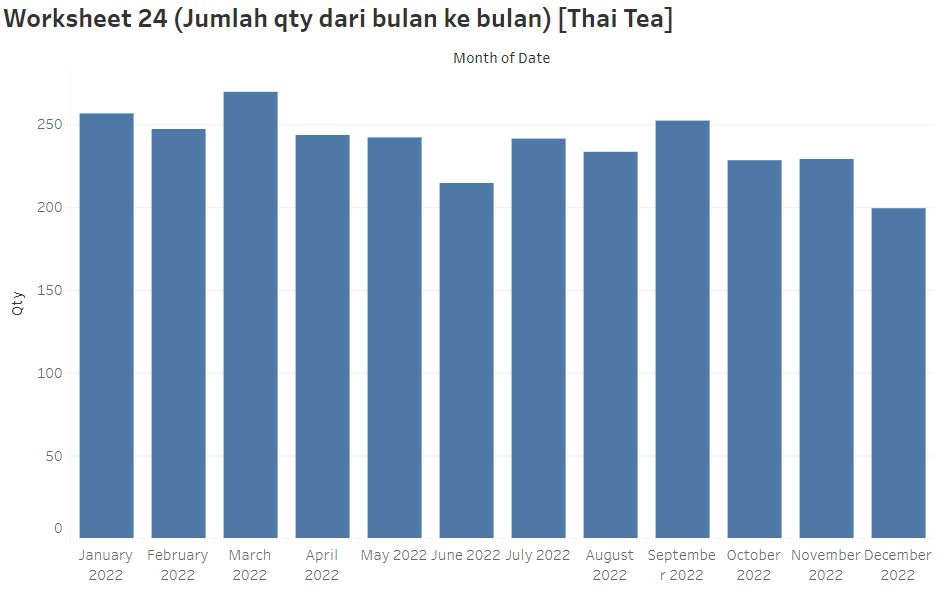 Worksheet 24 (Jumlah qty dari bulan ke bulan) [Thai Tea]
Month of Date
Qty
250
200
150
100
50
0
January 2022
February 2022
March 2022
April 2022
May 2022
June 2022
July 2022
August 2022
Septembe
r 2022
October 2022
November 2022
December 2022